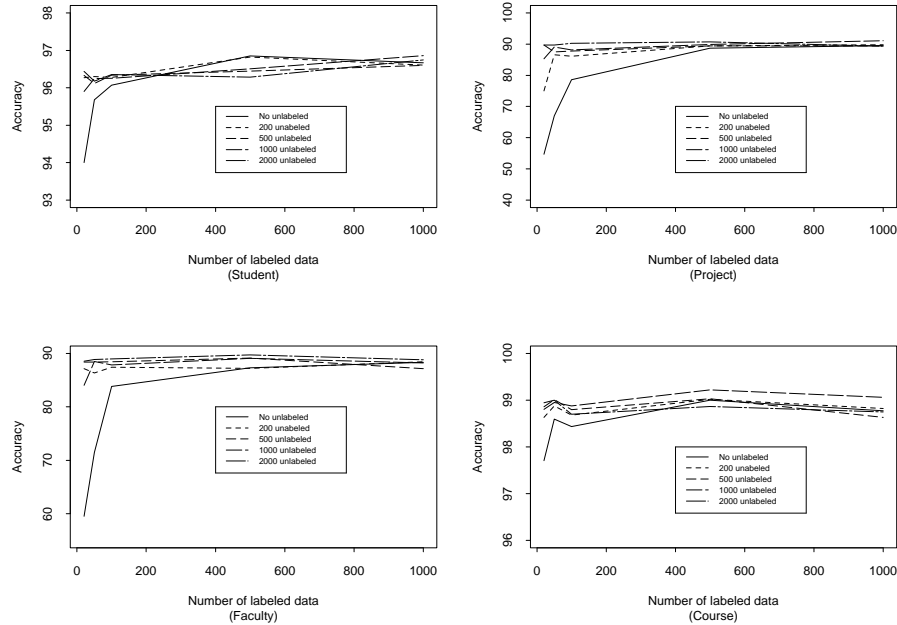 98
97
96
95
94
93
Accuracy
No unlabeled
200 unabeled
500 unlabeled
1000 unlabeled
2000 unlabeled
0 200 400 600 800 1000
Number of labeled data
(Student)
100
90
80
70
60
50
40
Accuracy
No unlabeled
200 unabeled
500 unlabeled
1000 unlabeled
2000 unlabeled
0 200 400 600 800 1000
Number of labeled data
(Project)
90
80
70
60
Accuracy
No unlabeled
200 unabeled
500 unlabeled
1000 unlabeled
2000 unlabeled
0 200 400 600 800 1000
Number of labeled data
(Faculty)
100
99
98
97
96
Accuracy
No unlabeled
200 unabeled
500 unlabeled
1000 unlabeled
2000 unlabeled
0 200 400 600 800 1000
Number of labeled data
(Course)